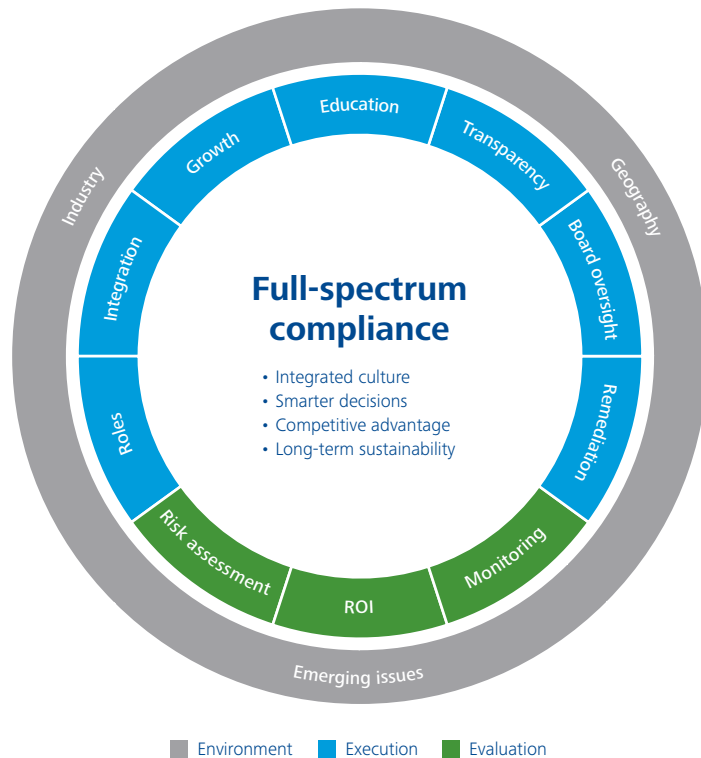 Industry
Geography
Emerging issues
Education
Transparency
Board oversight
Remediation
Monitoring
ROI
Risk assessment
Roles
Integration
Growth
Full-spectrum
compliance
• Integrated culture
• Smarter decisions
• Competitive advantage
• Long-term sustainability
Environment Execution Evaluation